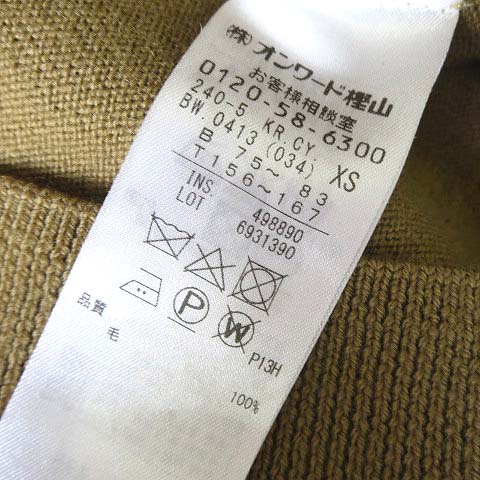 (株)オンワード樫山
お客様相談室
0120-58-6300
240-5 KR CY
BW. 0413 (034) XS
B 75~ 83
T 156~167
INS. 498890
LOT 6931390
P W
P13H
品質
毛 100%